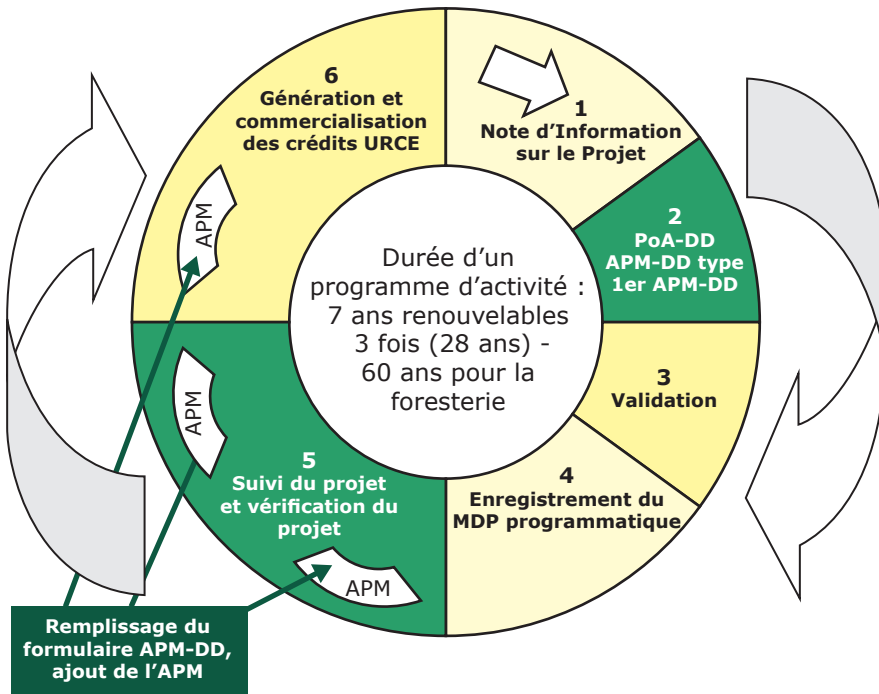 1
Note d’Information
sur le Projet
2
PoA-DD
APM-DD type
1er APM-DD
3
Validation
4
Enregistrement du
MDP programmatique
5
Suivi du projet
et vérification du
projet
APM
APM
6
Génération et
commercialisation
des crédits URCE
APM
Durée d’un
programme d’activité :
7 ans renouvelables
3 fois (28 ans) -
60 ans pour la
foresterie
Remplissage du
formulaire APM-DD,
ajout de l’APM